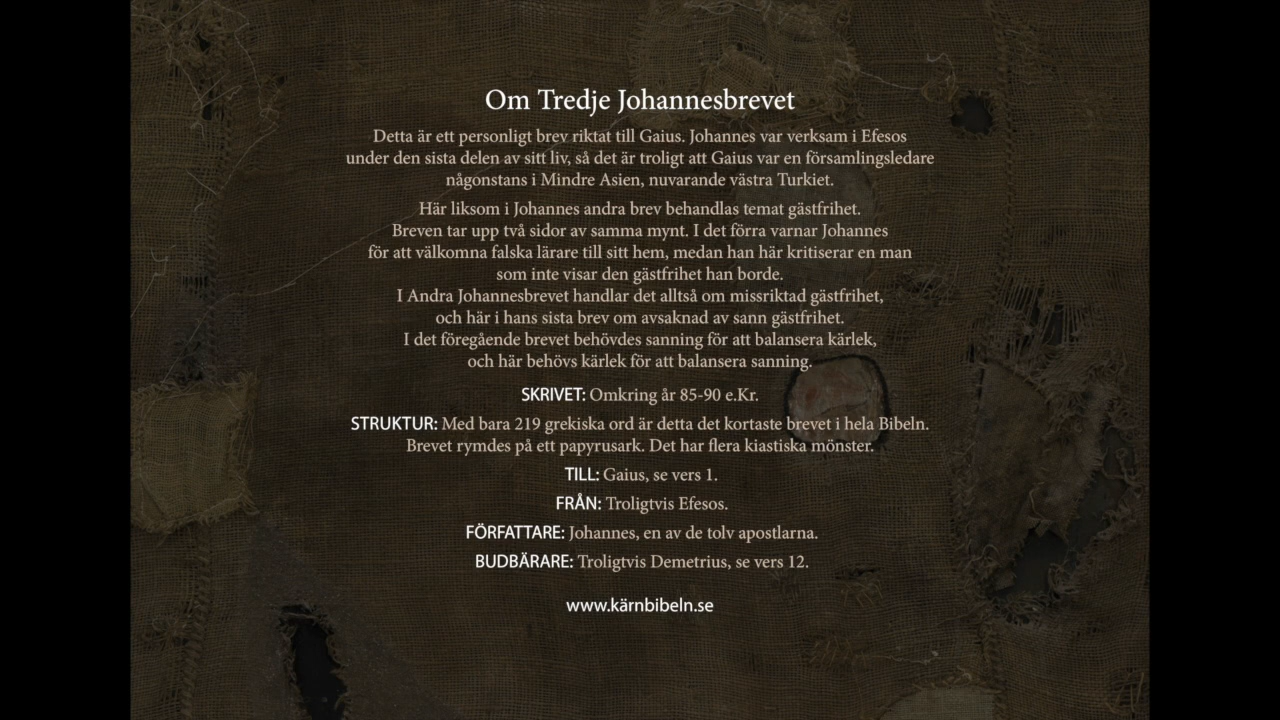 Om Tredje Johannesbrevet
Detta är ett personligt brev riktat till Gaius. Johannes var verksam i Efesos
under den sista delen av sitt liv, så det är troligt att Gaius var en församlingsledare
någonstans i Mindre Asien, nuvarande västra Turkiet.
Här liksom i Johannes andra brev behandlas temat gästfrihet.
Breven tar upp två sidor av samma mynt. I det förra varnar Johannes
för att välkomna falska lärare till sitt hem, medan han här kritiserar en man
som inte visar den gästfrihet han borde.
I Andra Johannesbrevet handlar det alltså om missriktad gästfrihet,
och här i hans sista brev om avsaknad av sann gästfrihet.
I det föregående brevet behövdes sanning för att balansera kärlek,
och här behövs kärlek för att balansera sanning.
SKRIVET: Omkring år 85-90 e.Kr.
STRUKTUR: Med bara 219 grekiska ord är detta det kortaste brevet i hela Bibeln.
Brevet rymdes på ett papyrusark. Det har flera kiastiska mönster.
TILL: Gaius, se vers 1.
FRÅN: Troligtvis Efesos.
FÖRFATTARE: Johannes, en av de tolv apostlarna.
BUDBÄRARE: Troligtvis Demetrius, se vers 12.
www.kärnbibeln.se